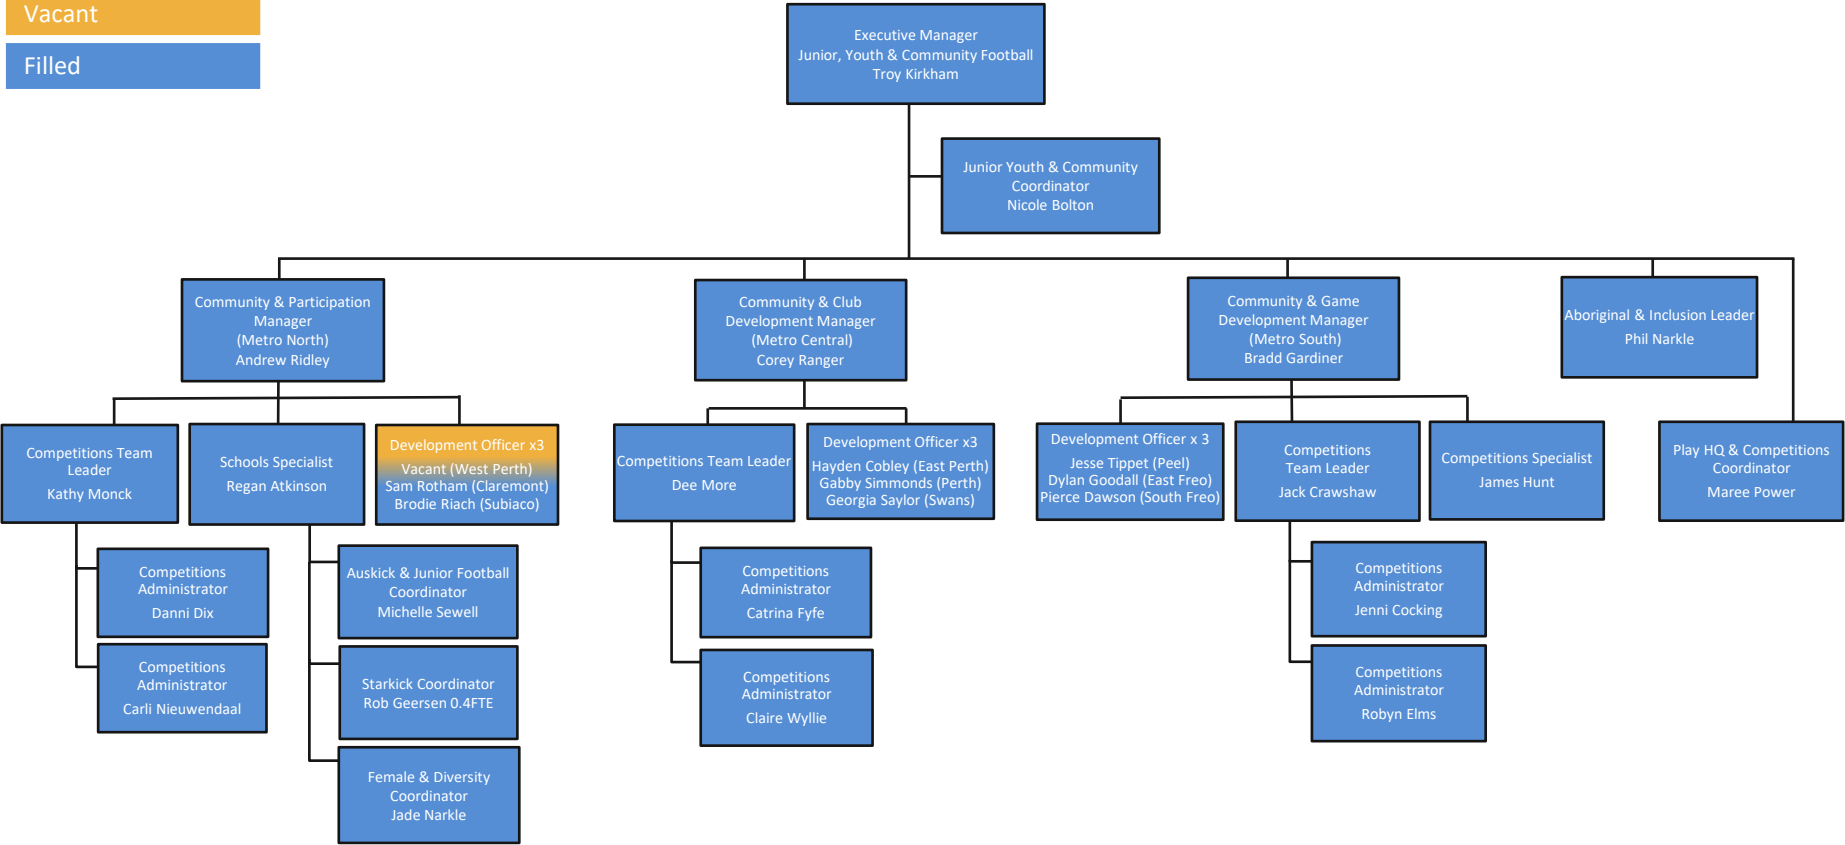 Vacant
Filled
Executive Manager
Junior, Youth & Community Football
Troy Kirkham
Junior Youth & Community
Coordinator
Nicole Bolton
Community & Participation
Manager
(Metro North)
Andrew Ridley
Community & Club
Development Manager
(Metro Central)
Corey Ranger
Community & Game
Development Manager
(Metro South)
Bradd Gardiner
Aboriginal & Inclusion Leader
Phil Narkle
Competitions Team
Leader
Kathy Monck
Schools Specialist
Regan Atkinson
Development Officer x3
Vacant (West Perth)
Sam Rotham (Claremont)
Brodie Riach (Subiaco)
Competitions Team Leader
Dee More
Development Officer x3
Hayden Cobley (East Perth)
Gabby Simmonds (Perth)
Georgia Saylor (Swans)
Development Officer x 3
Jesse Tippet (Peel)
Dylan Goodall (East Freo)
Pierce Dawson (South Freo)
Competitions
Team Leader
Jack Crawshaw
Competitions Specialist
James Hunt
Play HQ & Competitions
Coordinator
Maree Power
Competitions
Administrator
Danni Dix
Auskick & Junior Football
Coordinator
Michelle Sewell
Competitions
Administrator
Catrina Fyfe
Competitions
Administrator
Jenni Cocking
Competitions
Administrator
Carli Nieuwendaal
Starkick Coordinator
Rob Geersen 0.4FTE
Competitions
Administrator
Claire Wyllie
Competitions
Administrator
Robyn Elms
Female & Diversity
Coordinator
Jade Narkle